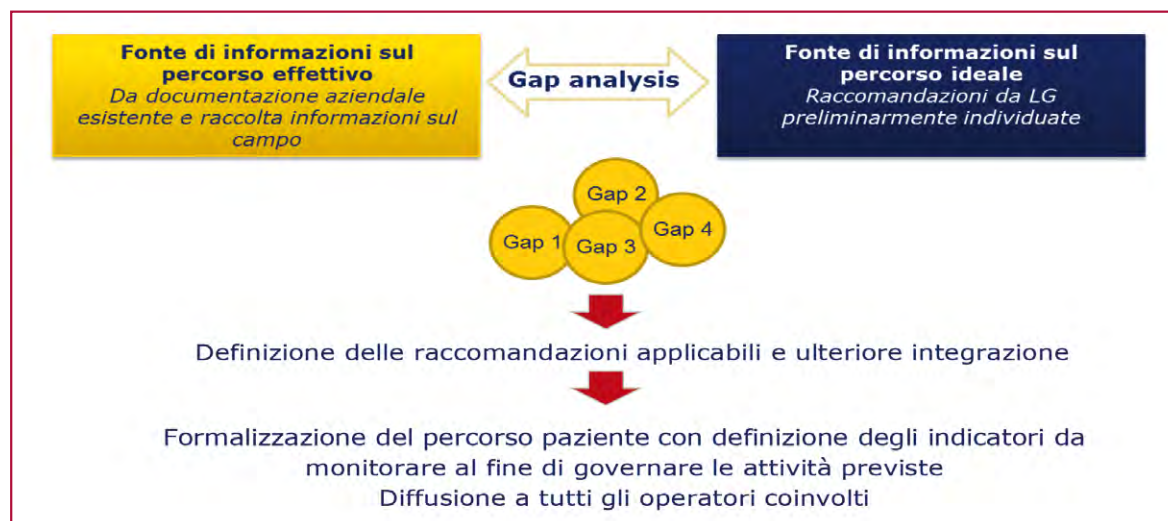 Fonte di informazioni sul
percorso effettivo
Da documentazione aziendale
esistente e raccolta informazioni sul
campo
Gap analysis
Fonte di informazioni sul
percorso ideale
Raccomandazioni da LG
preliminarmente individuate
Gap 2
Gap 1
Gap 3
Gap 4
Definizione delle raccomandazioni applicabili e ulteriore integrazione
Formalizzazione del percorso paziente con definizione degli indicatori da
monitorare al fine di governare le attività previste
Diffusione a tutti gli operatori coinvolti